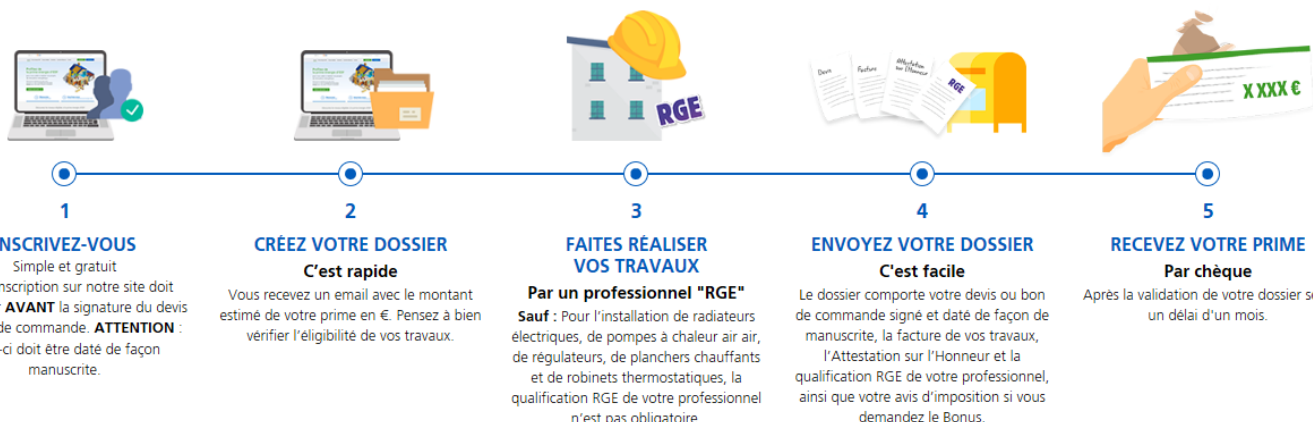 Devis
Facture
Attestation
sur l'Honneur
RGE
RGE
X XXX €
1
NSCRIVEZ-VOUS
Simple et gratuit
nscription sur notre site doit
AVANT la signature du devis
de commande. ATTENTION :
-ci doit être daté de façon
manuscrite.
2
CRÉEZ VOTRE DOSSIER
C'est rapide
Vous recevez un email avec le montant
estimé de votre prime en €. Pensez à bien
vérifier l'éligibilité de vos travaux.
3
FAITES RÉALISER
VOS TRAVAUX
Par un professionnel "RGE"
Sauf : Pour l'installation de radiateurs
électriques, de pompes à chaleur air air,
de régulateurs, de planchers chauffants
et de robinets thermostatiques, la
qualification RGE de votre professionnel
n'est pas obligatoire
4
ENVOYEZ VOTRE DOSSIER
C'est facile
Le dossier comporte votre devis ou bon
de commande signé et daté de façon de
manuscrite, la facture de vos travaux,
l'Attestation sur l'Honneur et la
qualification RGE de votre professionnel,
ainsi que votre avis d'imposition si vous
demandez le Bonus.
5
RECEVEZ VOTRE PRIME
Par chèque
Après la validation de votre dossier se
un délai d'un mois.